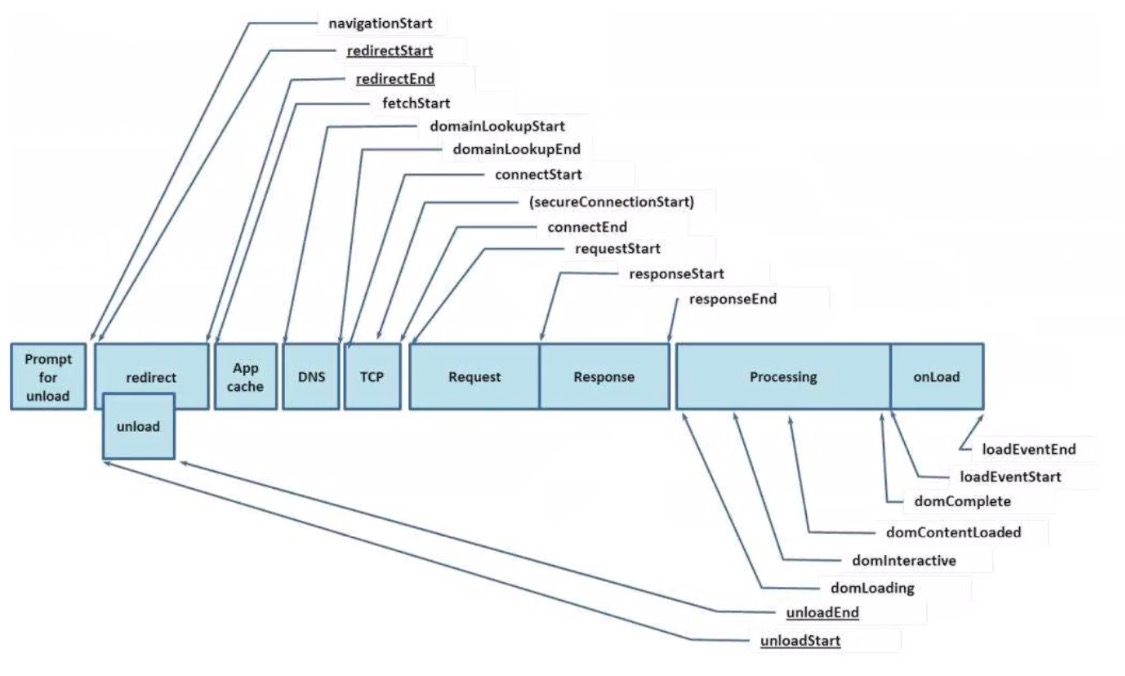 navigationStart
redirectStart
redirectEnd
fetchStart
domainLookupStart
domainLookupEnd
connectStart
(secureConnectionStart)
connectEnd
requestStart
responseStart
responseEnd
Prompt
for
unload
redirect
App
cache
DNS
TCP
Request
Response
Processing
onLoad
unload
loadEventEnd
loadEventStart
domComplete
domContentLoaded
domInteractive
domLoading
unloadEnd
unloadStart